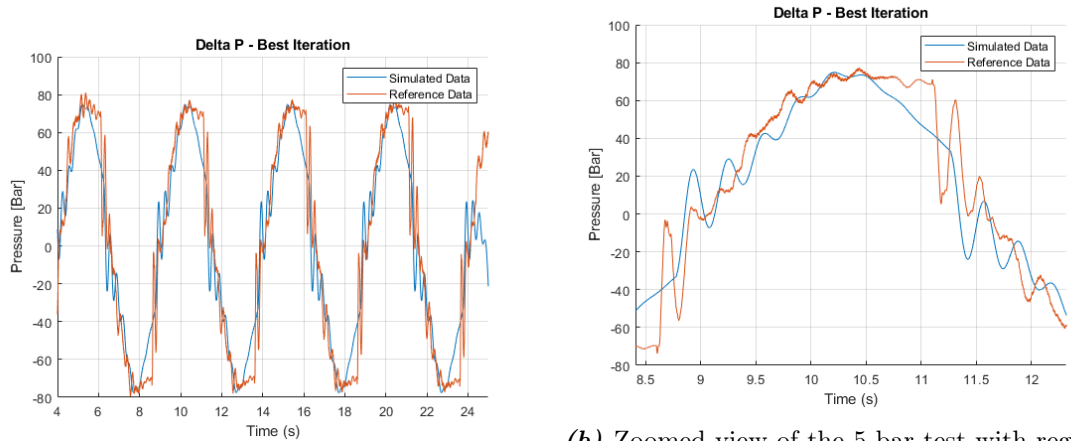 Delta P - Best Iteration
Simulated Data
Reference Data
Pressure [Bar]
100
80
60
40
20
0
-20
-40
-60
-80
4 6 8 10 12 14 16 18 20 22 24
Time (s)
Delta P - Best Iteration
Simulated Data
Reference Data
Pressure [Bar]
100
80
60
40
20
0
-20
-40
-60
-80
8.5 9 9.5 10 10.5 11 11.5 12
Time (s)
(b) Zoomed view of the 5 bar test with